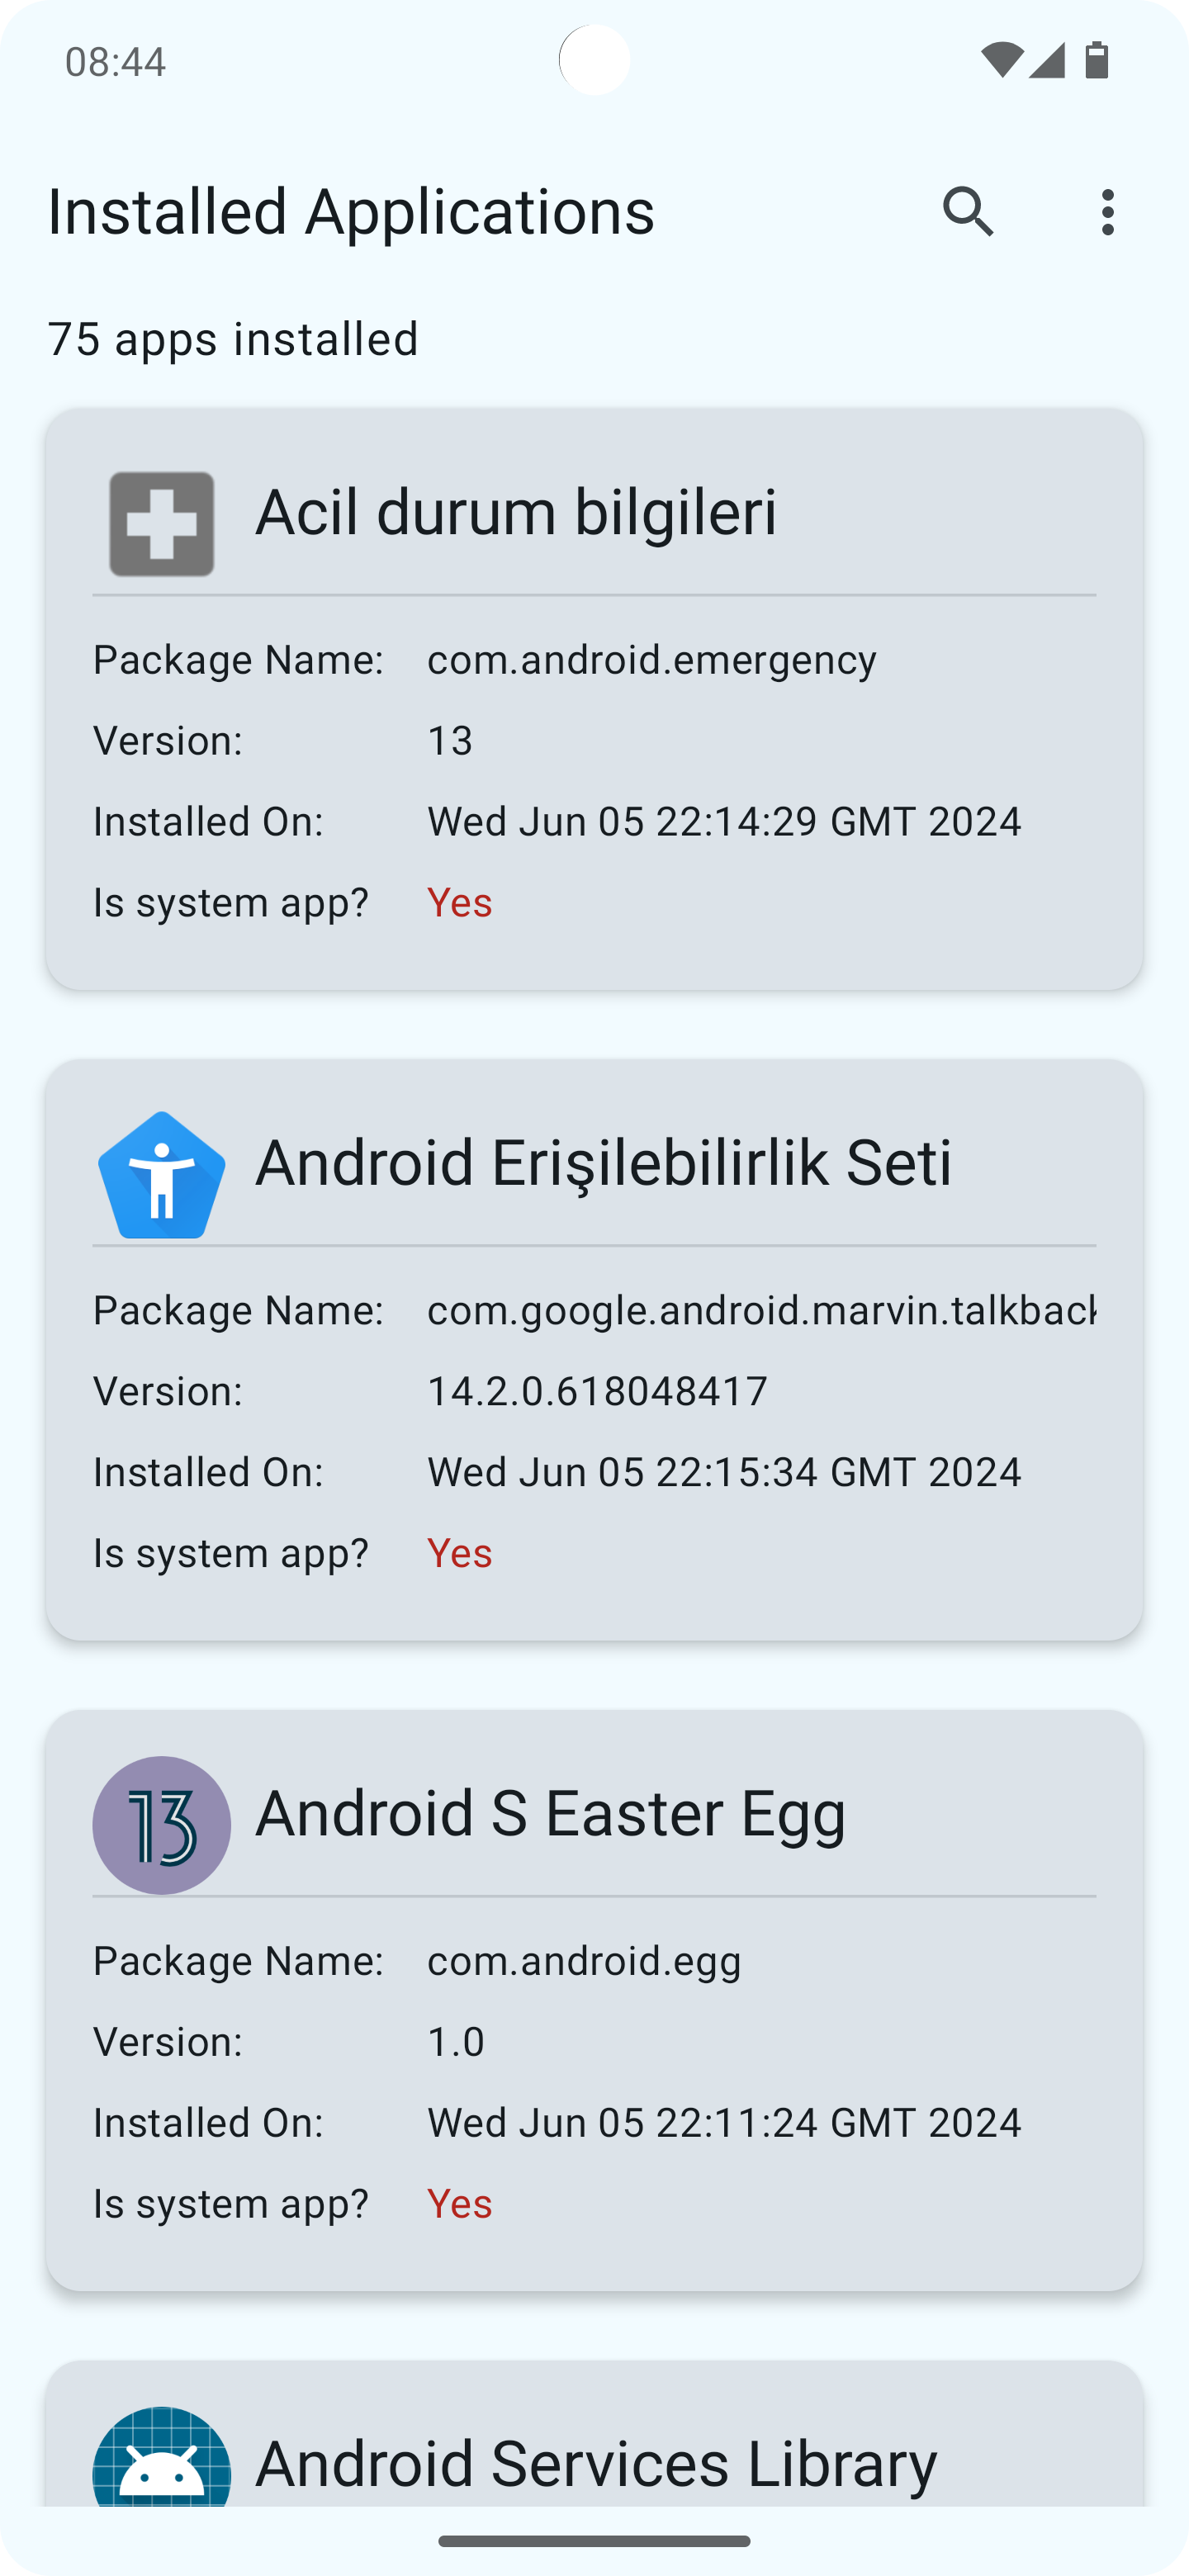 08:44
Installed Applications
75 apps installed
Acil durum bilgileri
Package Name: com.android.emergency
Version: 13
Installed On: Wed Jun 05 22:14:29 GMT 2024
Is system app? Yes
Android Erişilebilirlik Seti
Package Name: com.google.android.marvin.talkback
Version: 14.2.0.618048417
Installed On: Wed Jun 05 22:15:34 GMT 2024
Is system app? Yes
13
Android S Easter Egg
Package Name: com.android.egg
Version: 1.0
Installed On: Wed Jun 05 22:11:24 GMT 2024
Is system app? Yes
Android Services Library